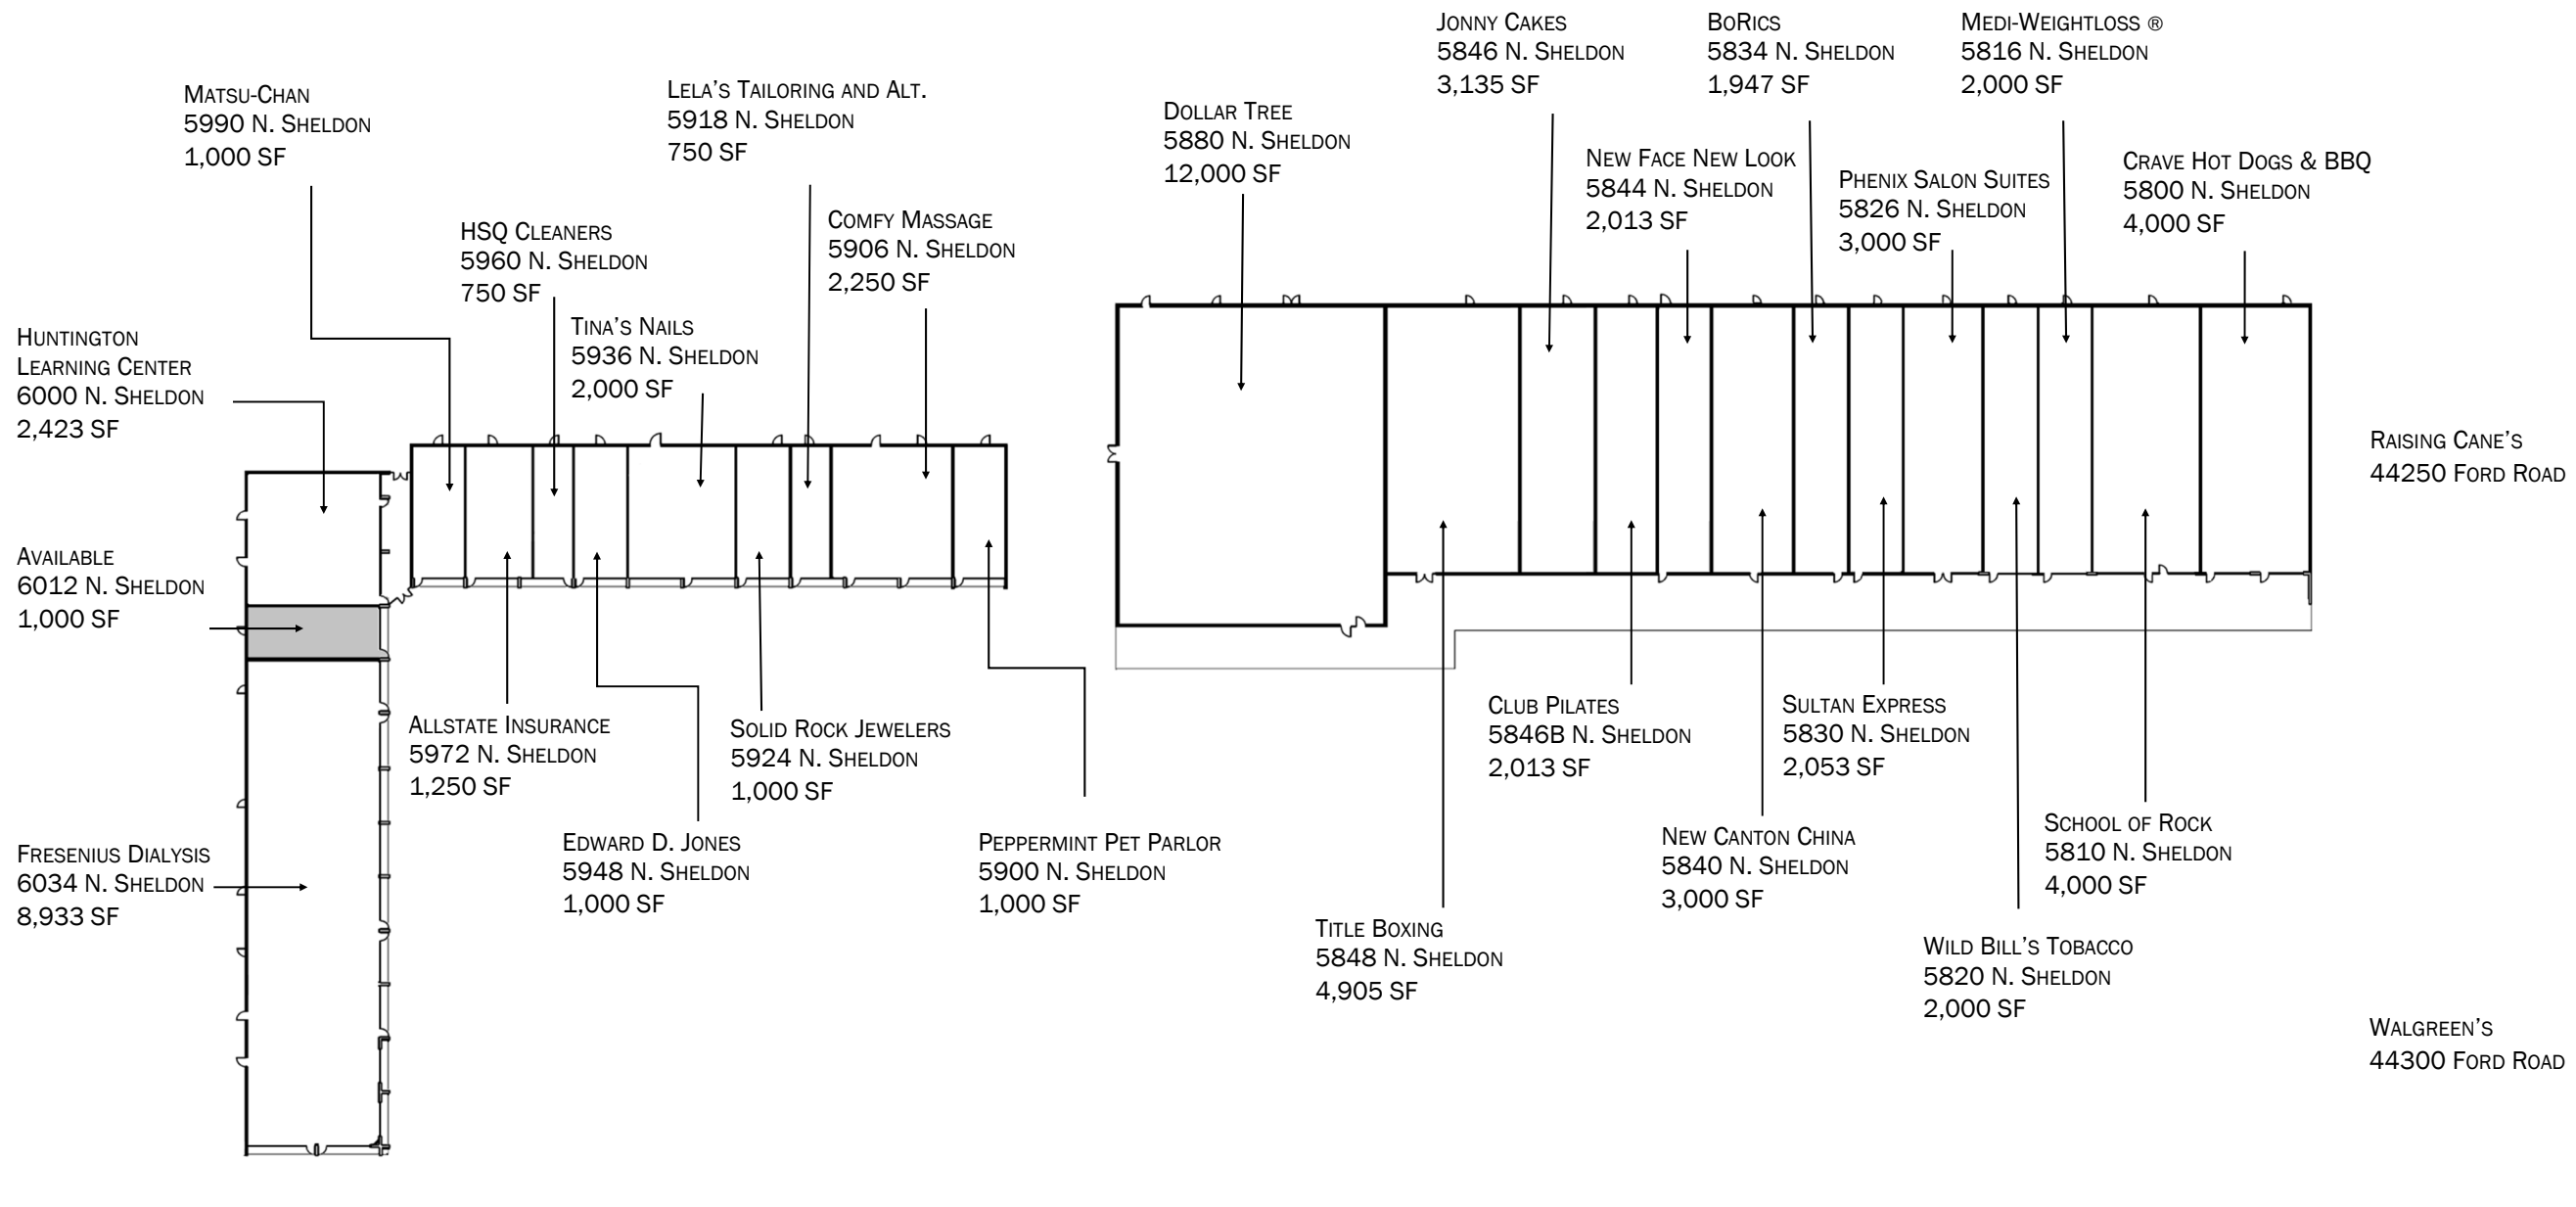 Matsu-Chan
5990 N. Sheldon
1,000 SF
Lela's Tailoring and Alt.
5918 N. Sheldon
750 SF
HSQ Cleaners
5960 N. Sheldon
750 SF
Comfy Massage
5906 N. Sheldon
2,250 SF
Tina's Nails
5936 N. Sheldon
2,000 SF
Huntington
Learning Center
6000 N. Sheldon
2,423 SF
Available
6012 N. Sheldon
1,000 SF
Fresenius Dialysis
6034 N. Sheldon
8,933 SF
Allstate Insurance
5972 N. Sheldon
1,250 SF
Edward D. Jones
5948 N. Sheldon
1,000 SF
Solid Rock Jewelers
5924 N. Sheldon
1,000 SF
Peppermint Pet Parlor
5900 N. Sheldon
1,000 SF
Dollar Tree
5880 N. Sheldon
12,000 SF
Jonny Cakes
5846 N. Sheldon
3,135 SF
New Face New Look
5844 N. Sheldon
2,013 SF
BoRics
5834 N. Sheldon
1,947 SF
Phenix Salon Suites
5826 N. Sheldon
3,000 SF
Medi-Weightloss ®
5816 N. Sheldon
2,000 SF
Crave Hot Dogs & BBQ
5800 N. Sheldon
4,000 SF
Title Boxing
5848 N. Sheldon
4,905 SF
Club Pilates
5846B N. Sheldon
2,013 SF
New Canton China
5840 N. Sheldon
3,000 SF
Sultan Express
5830 N. Sheldon
2,053 SF
Wild Bill's Tobacco
5820 N. Sheldon
2,000 SF
School of Rock
5810 N. Sheldon
4,000 SF
Raising Cane's
44250 Ford Road
Walgreen's
44300 Ford Road